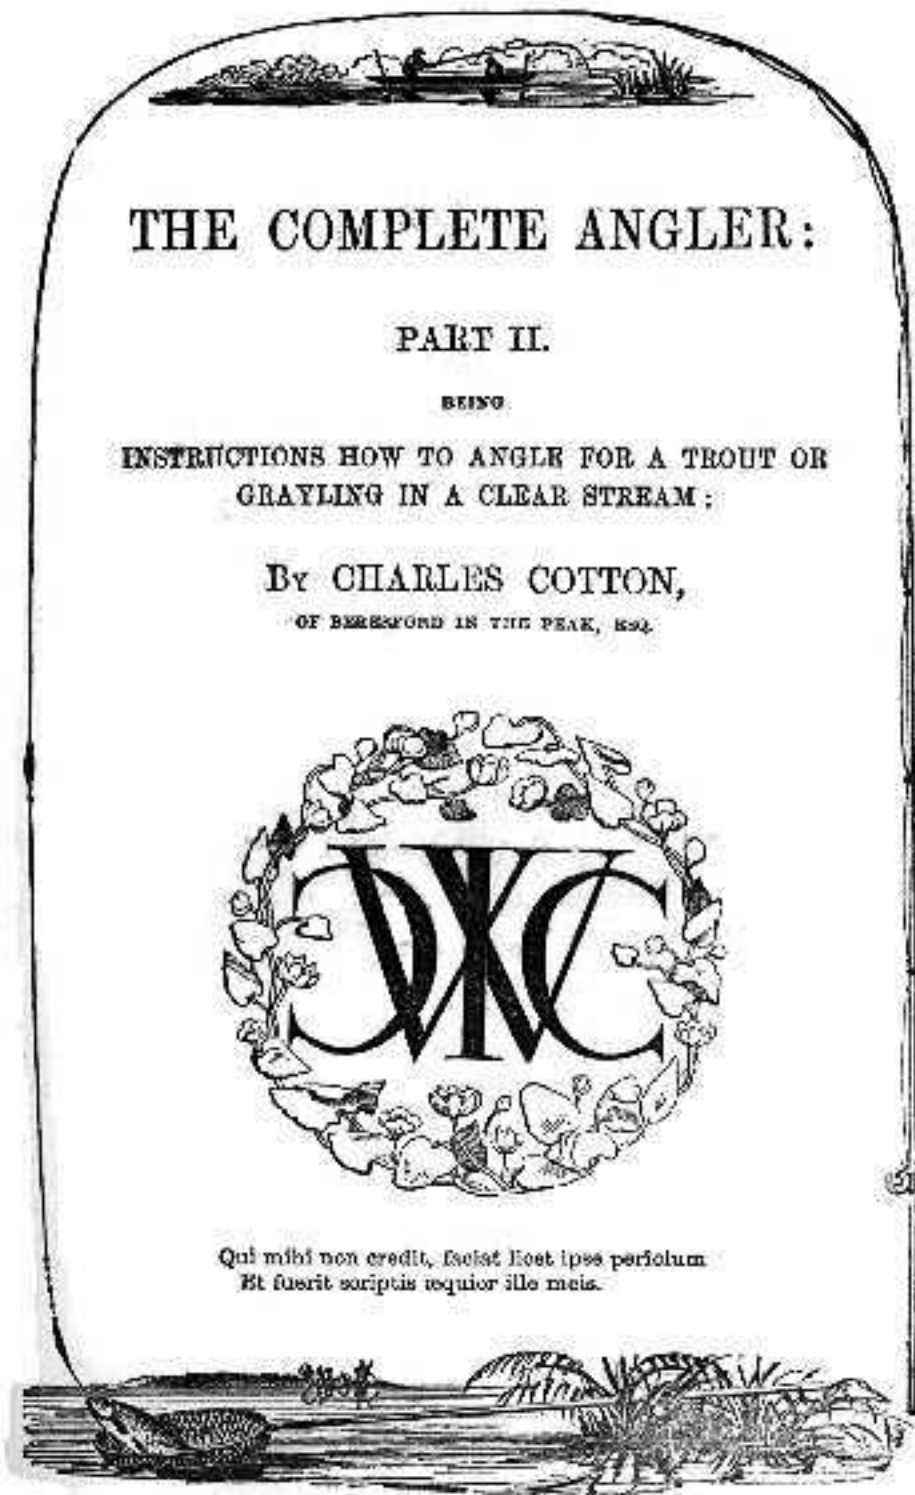 THE COMPLETE ANGLER:
PART II.
BEING
INSTRUCTIONS HOW TO ANGLE FOR A TROUT OR
GRAYLING IN A CLEAR STREAM:
BY CHARLES COTTON,
OF BERESFORD IN THE PEAK, ESQ.
Qui mihi non credit, faciat licet ipse periclum
Et fuerit scriptis æquior ille meis.